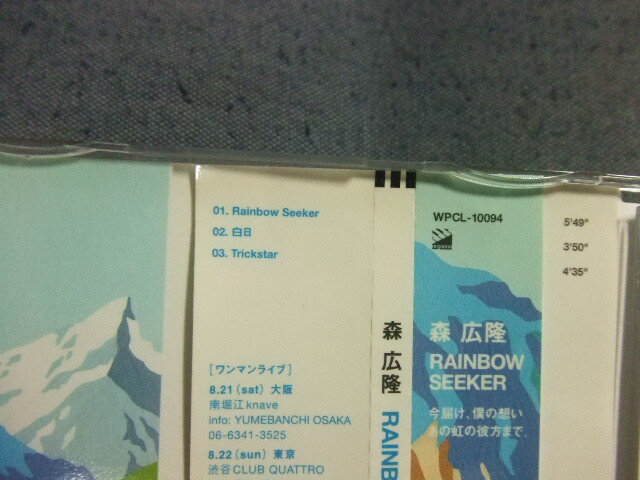 01. Rainbow Seeker
02. 白日
03. Trickstar
[ワンマンライブ]
8.21 (sat) 大阪
南堀江knave
info: YUMEBANCHI OSAKA
06-6341-3525
8.22 (sun) 東京
渋谷CLUB QUATTRO
森 広隆 RAINB
WPCL-10094
森 広隆
RAINBOW
SEEKER
今届け、僕の想い
あの虹の彼方まで。
5'49"
3'50"
4'35"